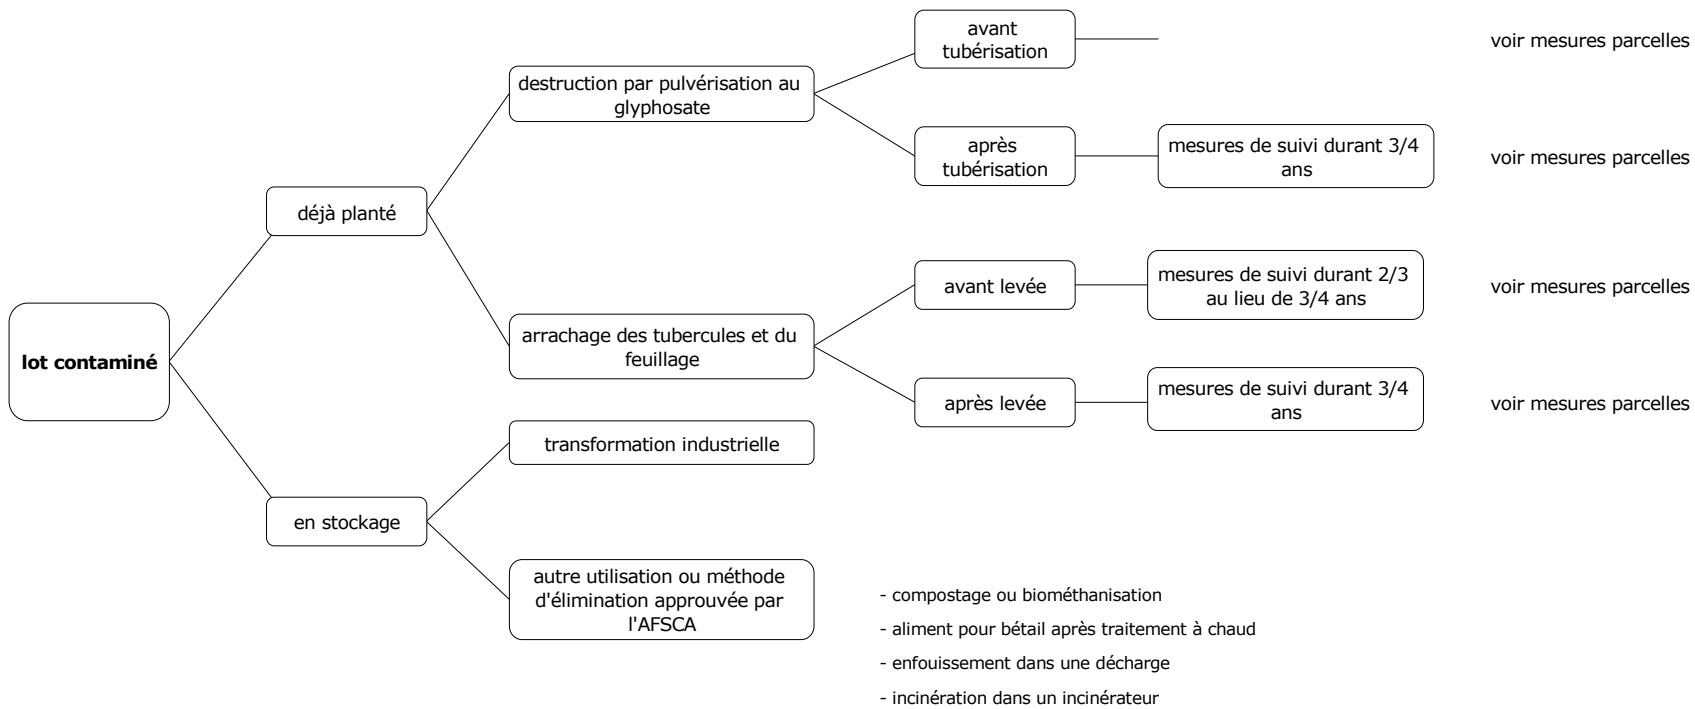 avant
tubérisation
voir mesures parcelles
destruction par pulvérisation au
glyphosate
après
tubérisation
mesures de suivi durant 3/4
ans
voir mesures parcelles
déjà planté
avant levée
mesures de suivi durant 2/3
au lieu de 3/4 ans
voir mesures parcelles
arrachage des tubercules et du
feuillage
lot contaminé
après levée
mesures de suivi durant 3/4
ans
voir mesures parcelles
transformation industrielle
en stockage
autre utilisation ou méthode
d'élimination approuvée par
l'AFSCA
- compostage ou biométhanisation
- aliment pour bétail après traitement à chaud
- enfouissement dans une décharge
- incinération dans un incinérateur